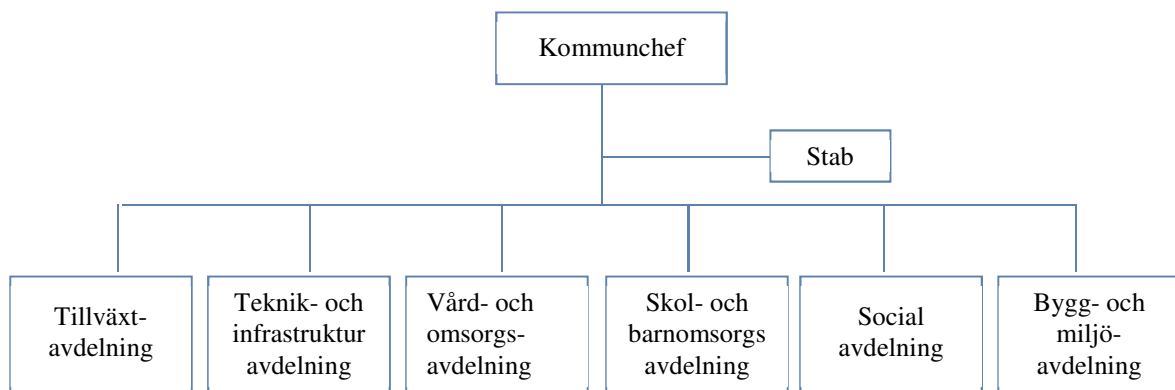 Kommunchef
Stab
Tillväxt-
avdelning
Teknik- och
infrastruktur
avdelning
Vård- och
omsorgs-
avdelning
Skol- och
barnomsorgs
avdelning
Social
avdelning
Bygg- och
miljö-
avdelning